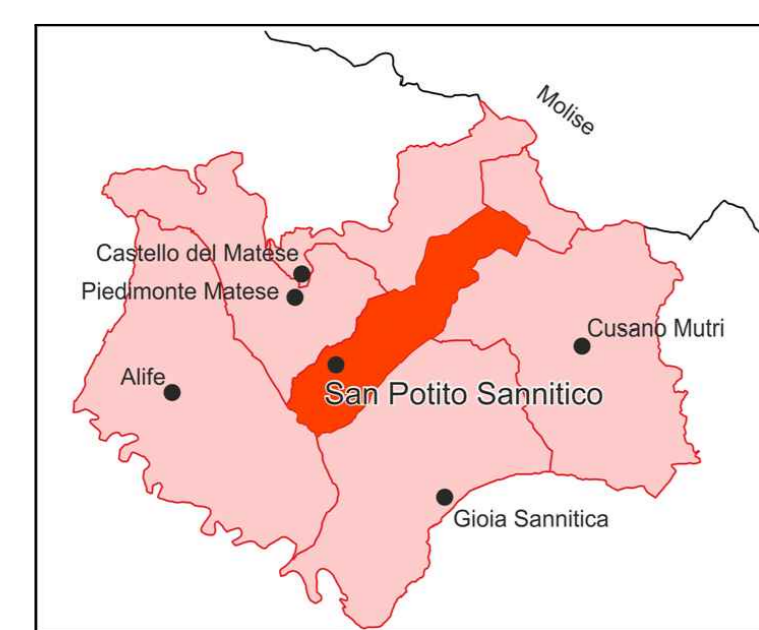 Molise
Castello del Matese
Piedimonte Matese
Cusano Mutri
Alife
San Potito Sannitico
Gioia Sannitica